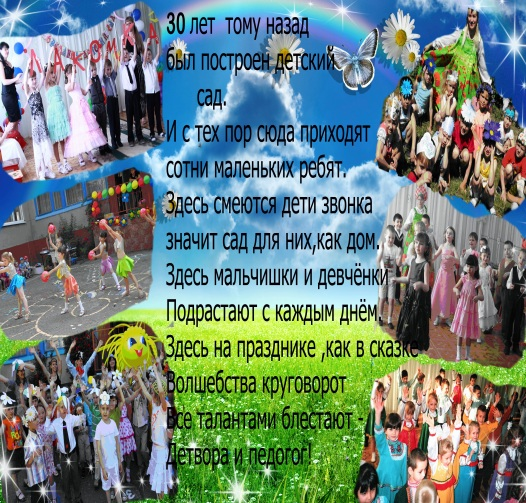 30 лет тому назад
был построен детский
сад.
И с тех пор сюда приходят
сотни маленьких ребят.
Здесь смеются дети звонка
значит сад для них,как дом.
Здесь мальчишки и девчёнки
Подрастают с каждым днём.
Здесь на празднике ,как в сказке
Волшебства круговорот
Все талантами блестают -
Детвора и педогог!